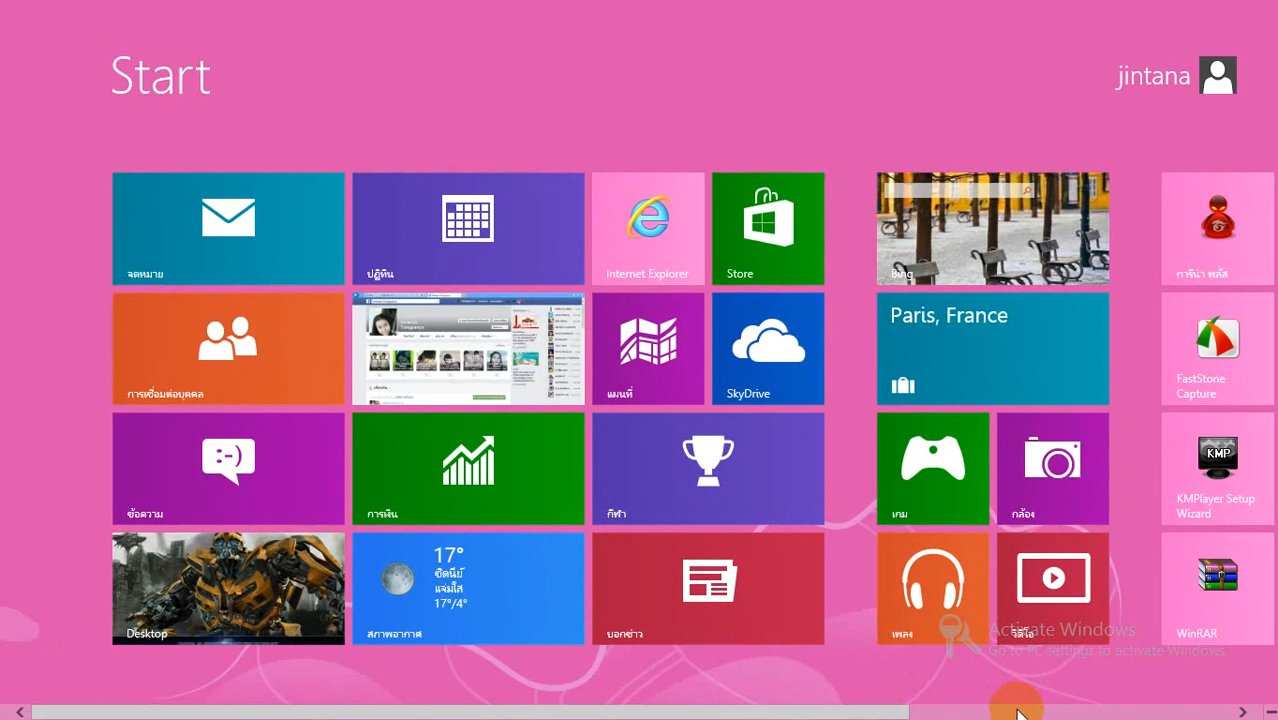 Start
jintana
จดหมาย
ปฏิทิน
Internet Explorer
Store
Bing
การีน่า พลัส
การเชื่อมต่อบุคคล
แผนที่
SkyDrive
Paris, France
FastStone
Capture
ข้อความ
การเงิน
กีฬา
เกม
กล้อง
KMP
KMPlayer Setup
Wizard
Desktop
17°
ซิดนีย์
แจ่มใส
17°/4°
สภาพอากาศ
บอกข่าว
เพลง
วิดีโอ
WinRAR
Activate Windows
Go to PC settings to activate Windows.